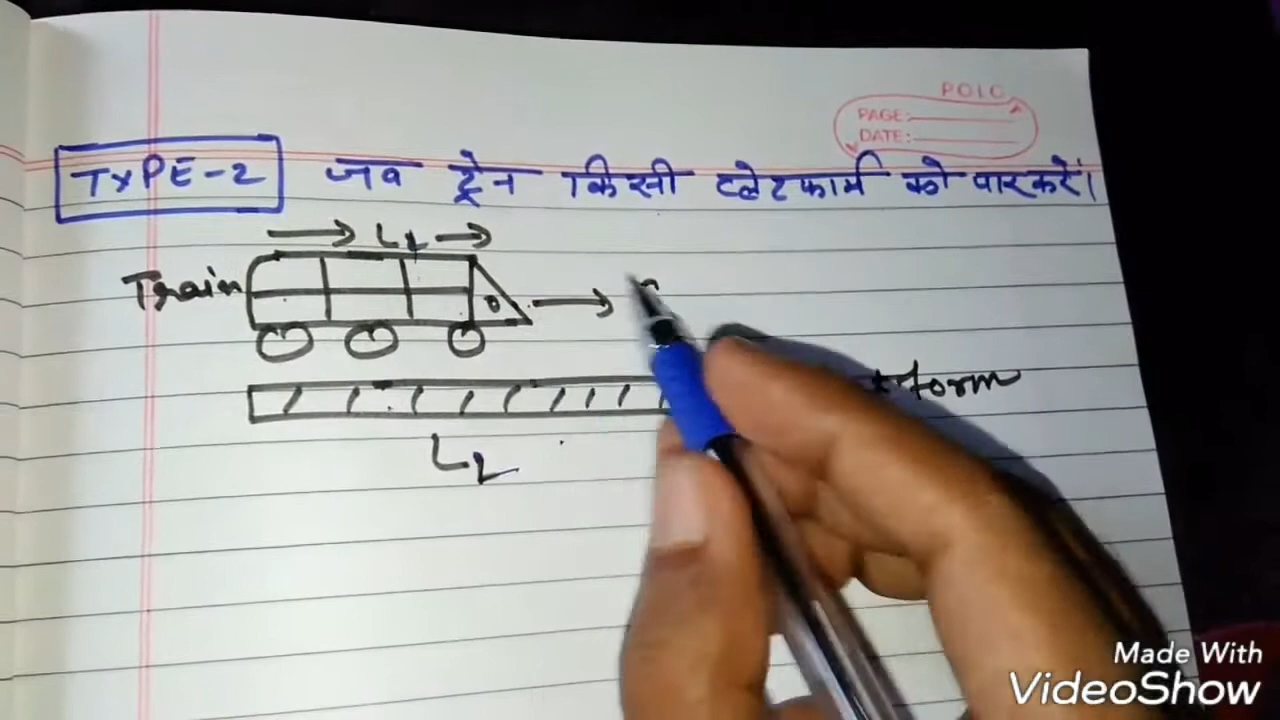 POLO
PAGE:
DATE:
TYPE-2 जब ट्रेन किसी प्लेटफार्म को पार करें।
L₁
Train
form
L₂
Made With
VideoShow